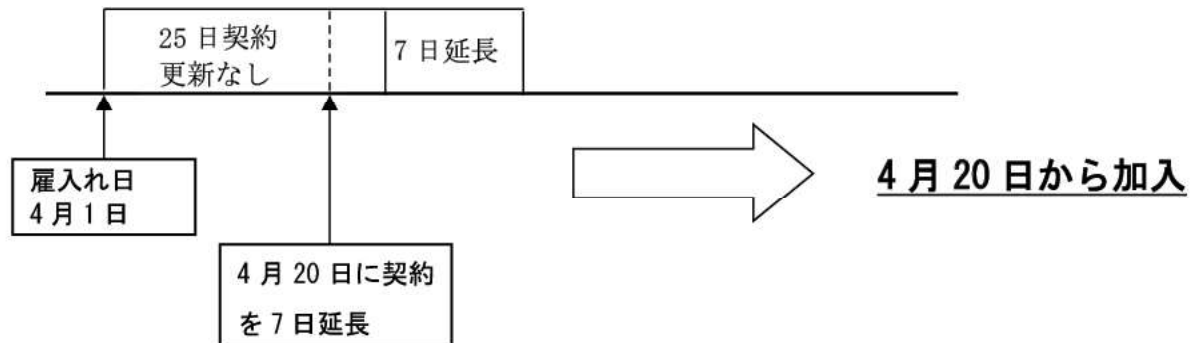 25 日契約
更新なし
7 日延長
雇入れ日
4 月 1 日
4 月 20 日に契約
を 7 日延長
4 月 20 日から加入